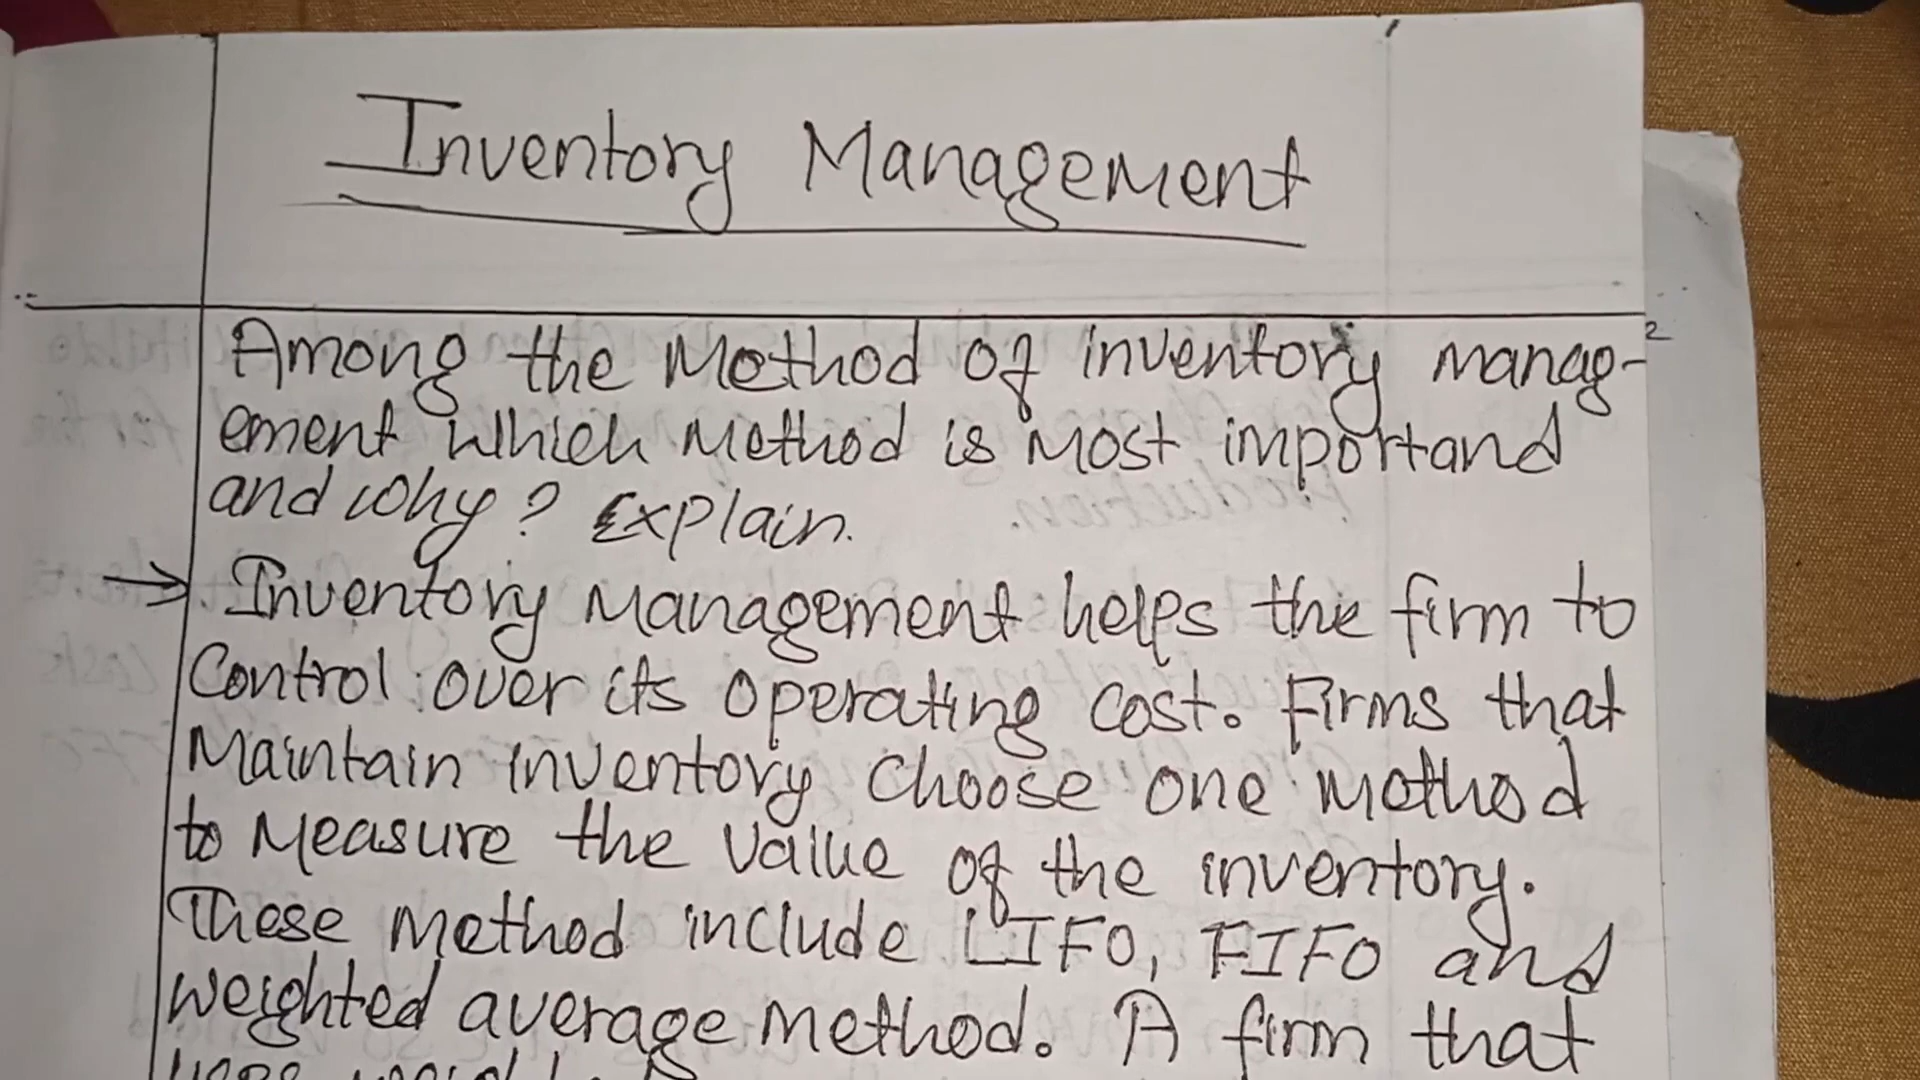 Inventory Management
Among the Method of inventory manag-
ement which Method is Most importand
and why? Explain.
Inventory Management helps the firm to
Control over its operating cost. Firms that
Maintain inventory choose one method
to Measure the value of the inventory.
These Method include LIFO, FIFO and
weighted average Method. A firm that